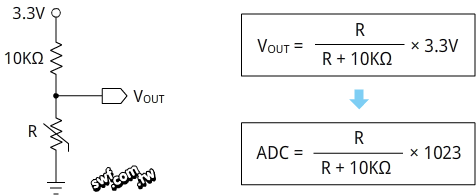 3.3V
10KΩ
VOUT
R
swf.com.tw
VOUT = R / R + 10KΩ × 3.3V
ADC = R / R + 10KΩ × 1023